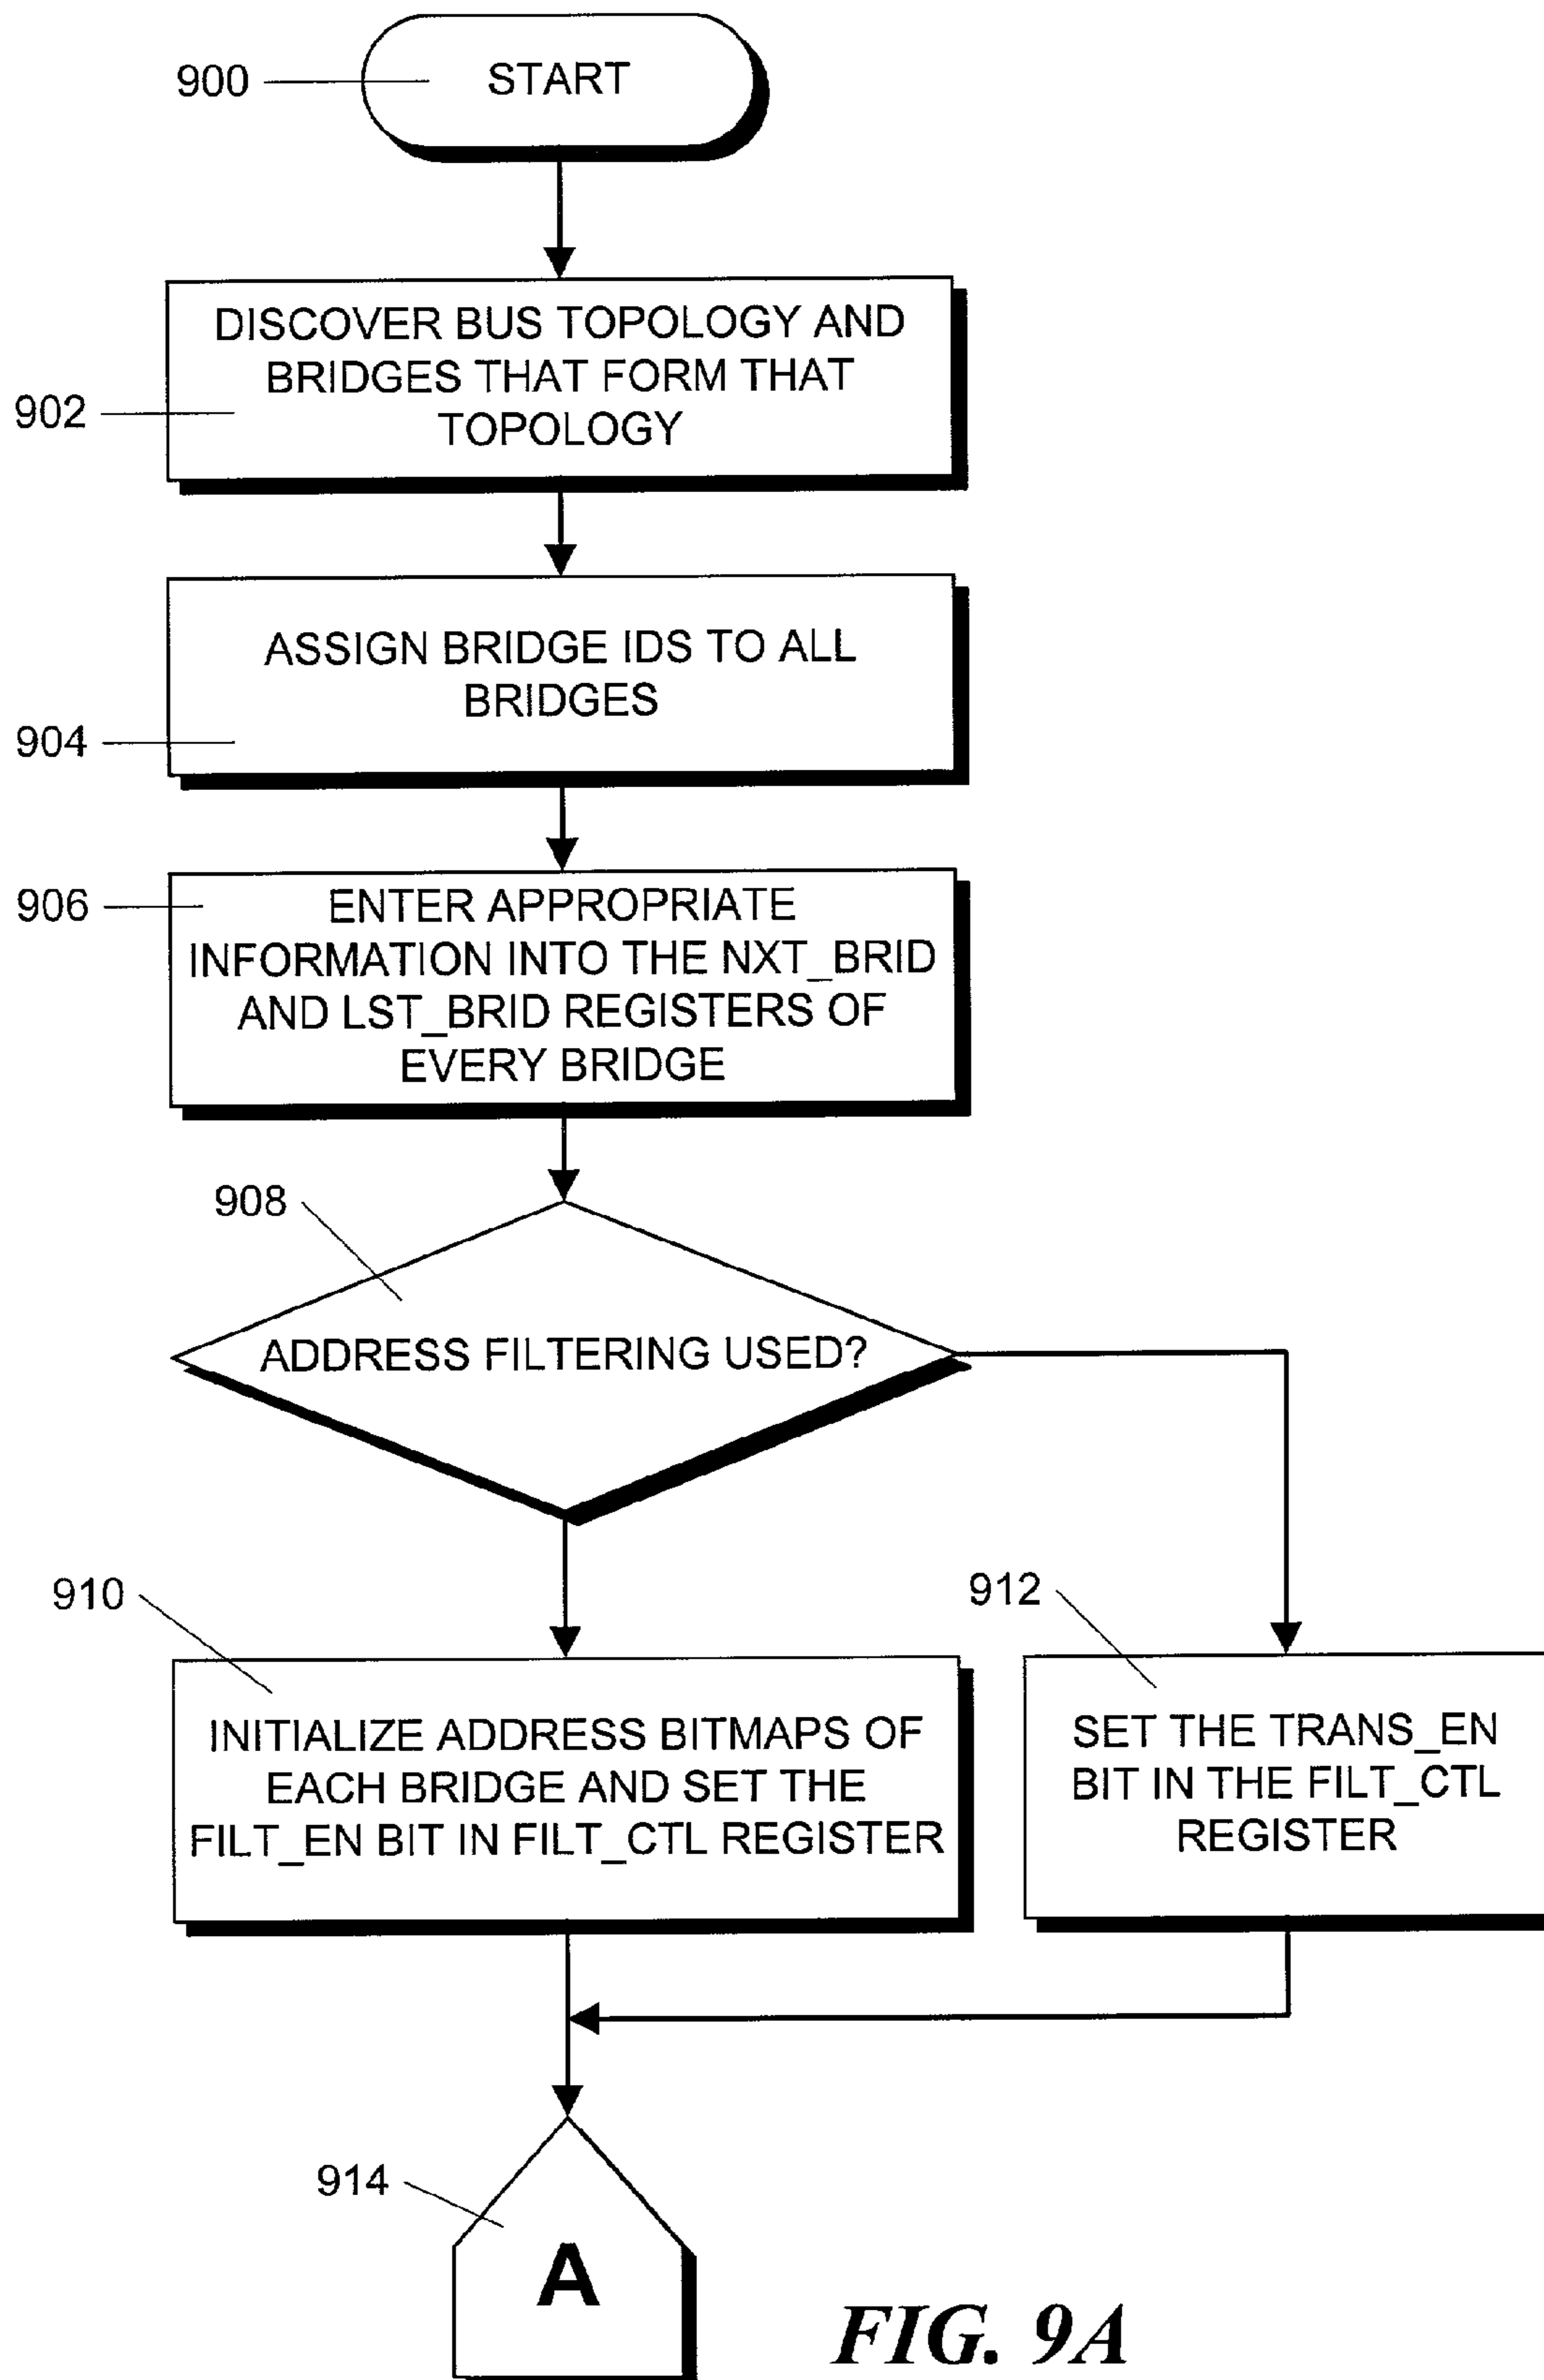 900
START
DISCOVER BUS TOPOLOGY AND
BRIDGES THAT FORM THAT
TOPOLOGY
902
ASSIGN BRIDGE IDS TO ALL
BRIDGES
904
906
ENTER APPROPRIATE
INFORMATION INTO THE NXT_BRID
AND LST_BRID REGISTERS OF
EVERY BRIDGE
908
ADDRESS FILTERING USED?
910
INITIALIZE ADDRESS BITMAPS OF
EACH BRIDGE AND SET THE
FILT_EN BIT IN FILT_CTL REGISTER
912
SET THE TRANS_EN
BIT IN THE FILT_CTL
REGISTER
914
A
FIG. 9A